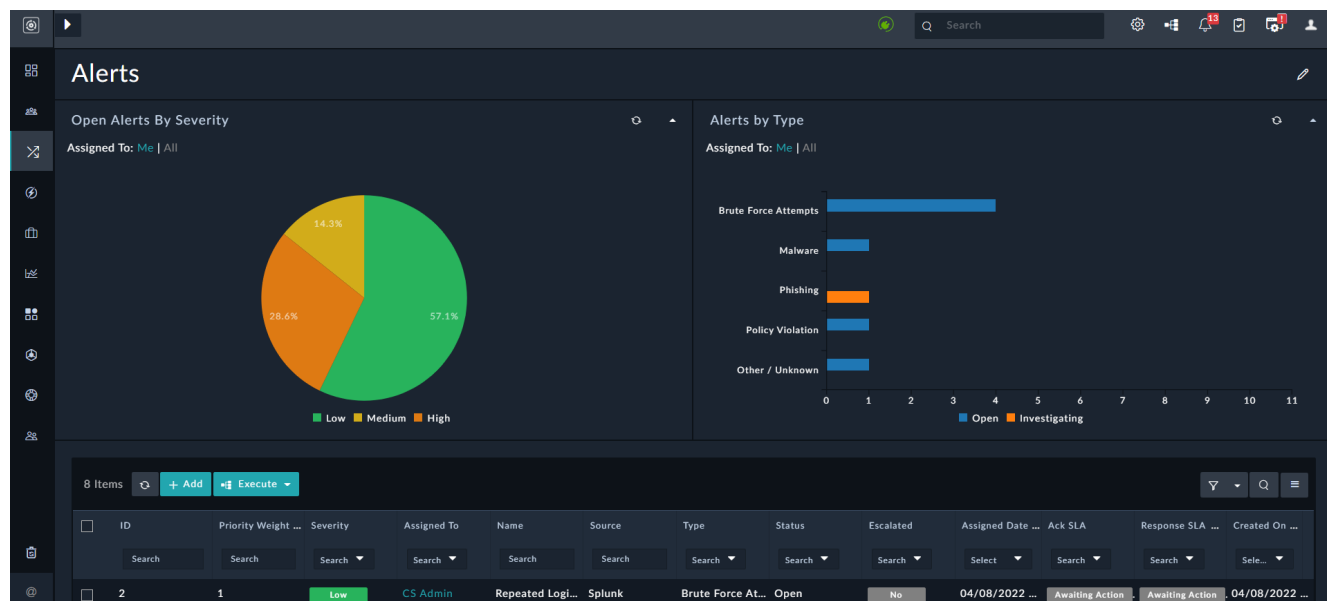 Search
13
!
Alerts
Open Alerts By Severity
Assigned To: Me | All
14.3%
28.6%
57.1%
Low Medium High
Alerts by Type
Assigned To: Me | All
Brute Force Attempts
Malware
Phishing
Policy Violation
Other / Unknown
0 1 2 3 4 5 6 7 8 9 10 11
Open Investigating
8 Items + Add Execute
ID Priority Weight ... Severity Assigned To Name Source Type Status Escalated Assigned Date ... Ack SLA Response SLA ... Created On ...
Search Search Search Search Search Search Search Search Search Select Search Search Sele...
2 1 Low CS Admin Repeated Logi... Splunk Brute Force At... Open No 04/08/2022 ... Awaiting Action Awaiting Action 04/08/2022 ...
@